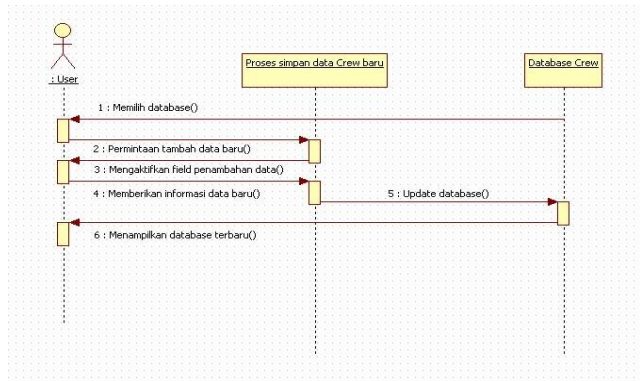 : User
Proses simpan data Crew baru
Database Crew
1 : Memilih database()
2 : Permintaan tambah data baru()
3 : Mengaktifkan field penambahan data()
4 : Memberikan informasi data baru()
5 : Update database()
6 : Menampilkan database terbaru()